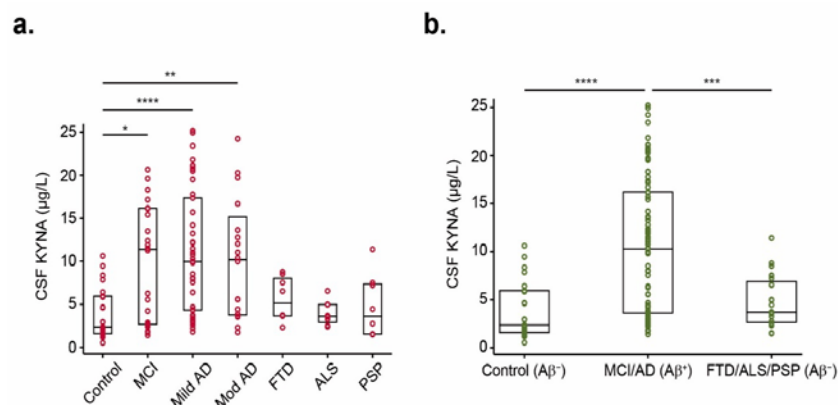 a.
**
****
*
25
20
15
10
5
0
CSF KYNA (µg/L)
Control
MCI
Mild AD
Mod AD
FTD
ALS
PSP
b.
**** ***
25
20
15
10
5
0
CSF KYNA (µg/L)
Control (Aβ⁻) MCI/AD (Aβ⁺) FTD/ALS/PSP (Aβ⁻)